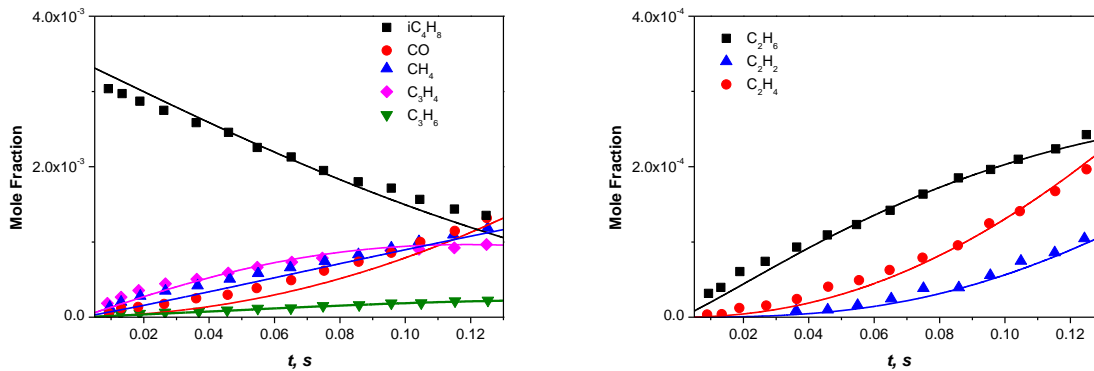 4.0x10⁻³
2.0x10⁻³
0.0
Mole Fraction
iC₄H₈
CO
CH₄
C₃H₄
C₃H₆
0.02 0.04 0.06 0.08 0.10 0.12
t, s
4.0x10⁻⁴
2.0x10⁻⁴
0.0
Mole Fraction
C₂H₆
C₂H₂
C₂H₄
0.02 0.04 0.06 0.08 0.10 0.12
t, s